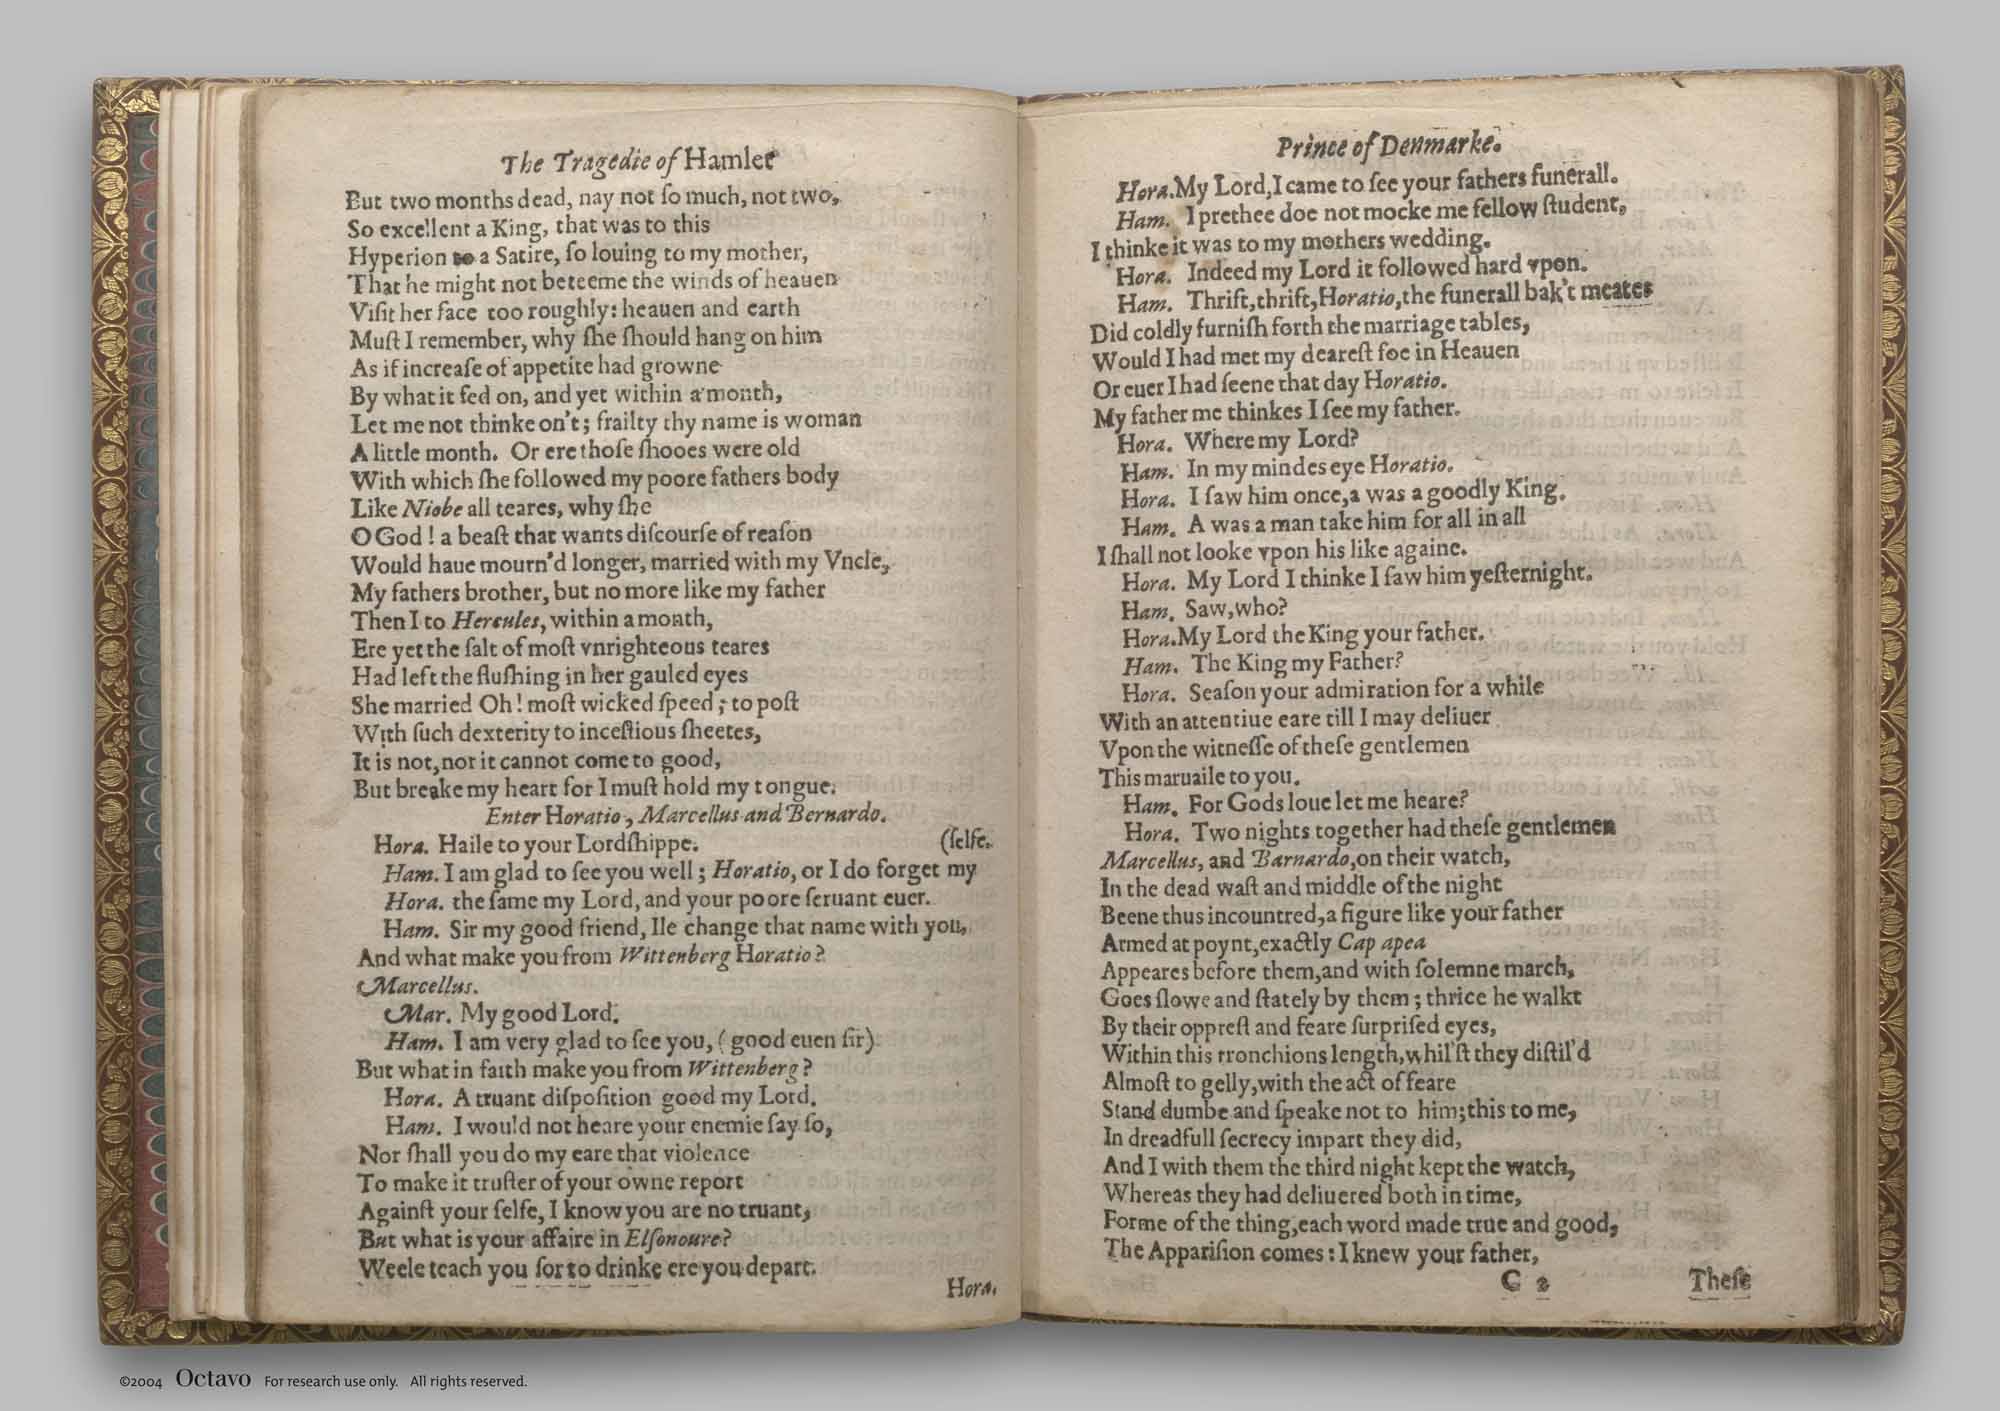 The Tragedie of Hamlet
But two months dead, nay not ſo much, not two,
So excellent a King, that was to this
Hyperion to a Satire, ſo louing to my mother,
That he might not beteeme the winds of heauen
Viſit her face too roughly: heauen and earth
Muſt I remember, why ſhe ſhould hang on him
As if increaſe of appetite had growne
By what it fed on, and yet within a month,
Let me not thinke on't; frailty thy name is woman
A little month. Or ere thoſe ſhooes were old
With which ſhe followed my poore fathers body
Like Niobe all teares, why ſhe
O God! a beaſt that wants diſcourſe of reaſon
Would haue mourn'd longer, married with my Vncle,
My fathers brother, but no more like my father
Then I to Hercules, within a month,
Ere yet the ſalt of moſt vnrighteous teares
Had left the fluſhing in her gauled eyes
She married Oh! moſt wicked ſpeed; to poſt
With ſuch dexterity to inceſtious ſheetes,
It is not, nor it cannot come to good,
But breake my heart for I muſt hold my tongue.
Enter Horatio, Marcellus and Bernardo.
Hora. Haile to your Lordſhippe. (ſelfe.
Ham. I am glad to ſee you well; Horatio, or I do forget my
Hora. the ſame my Lord, and your poore ſeruant euer.
Ham. Sir my good friend, Ile change that name with you,
And what make you from Wittenberg Horatio?
Marcellus.
Mar. My good Lord.
Ham. I am very glad to ſee you, (good euen ſir)
But what in faith make you from Wittenberg?
Hora. A truant diſpoſition good my Lord.
Ham. I would not heare your enemie ſay ſo,
Nor ſhall you do my eare that violence
To make it truſter of your owne report
Againſt your ſelfe, I know you are no truant,
But what is your affaire in Elſonoure?
Weele teach you for to drinke ere you depart.
Hora.
Prince of Denmarke.
Hora. My Lord, I came to ſee your fathers funerall.
Ham. I prethee doe not mocke me fellow ſtudent,
I thinke it was to my mothers wedding.
Hora. Indeed my Lord it followed hard vpon.
Ham. Thrift, thrift, Horatio, the funerall bak't meates
Did coldly furniſh forth the marriage tables,
Would I had met my deareſt foe in Heauen
Or euer I had ſeene that day Horatio.
My father me thinkes I ſee my father.
Hora. Where my Lord?
Ham. In my mindes eye Horatio.
Hora. I ſaw him once, a was a goodly King.
Ham. A was a man take him for all in all
I ſhall not looke vpon his like againe.
Hora. My Lord I thinke I ſaw him yeſternight.
Ham. Saw, who?
Hora. My Lord the King your father.
Ham. The King my Father?
Hora. Seaſon your admiration for a while
With an attentiue eare till I may deliuer
Vpon the witneſſe of theſe gentlemen
This maruaile to you.
Ham. For Gods loue let me heare?
Hora. Two nights together had theſe gentlemen
Marcellus, and Barnardo, on their watch,
In the dead waſt and middle of the night
Beene thus incountred, a figure like your father
Armed at poynt, exactly Cap apea
Appeares before them, and with ſolemne march,
Goes ſlowe and ſtately by them; thrice he walkt
By their oppreſt and feare ſurpriſed eyes,
Within this tronchions length, whil'ſt they diſtil'd
Almoſt to gelly, with the act of feare
Stand dumbe and ſpeake not to him; this to me,
In dreadfull ſecrecy impart they did,
And I with them the third night kept the watch,
Whereas they had deliuered both in time,
Forme of the thing, each word made true and good,
The Appariſion comes: I knew your father,
C 2 Theſe
©2004 Octavo For research use only. All rights reserved.